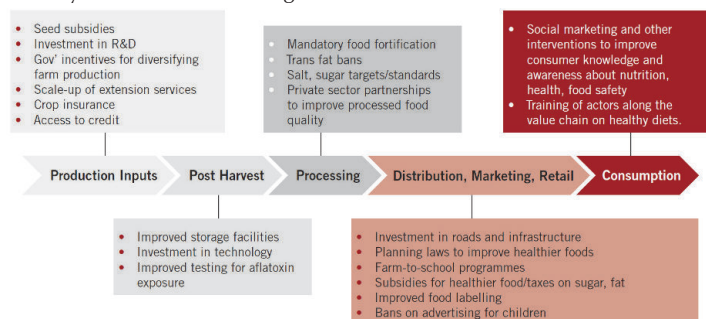 • Seed subsidies
• Investment in R&D
• Gov' incentives for diversifying
farm production
• Scale-up of extension services
• Crop insurance
• Access to credit
• Mandatory food fortification
• Trans fat bans
• Salt, sugar targets/standards
• Private sector partnerships
to improve processed food
quality
• Social marketing and other
interventions to improve
consumer knowledge and
awareness about nutrition,
health, food safety
• Training of actors along the
value chain on healthy diets.
Production Inputs
Post Harvest
Processing
Distribution, Marketing, Retail
Consumption
• Improved storage facilities
• Investment in technology
• Improved testing for aflatoxin
exposure
• Investment in roads and infrastructure
• Planning laws to improve healthier foods
• Farm-to-school programmes
• Subsidies for healthier food/taxes on sugar, fat
• Improved food labelling
• Bans on advertising for children